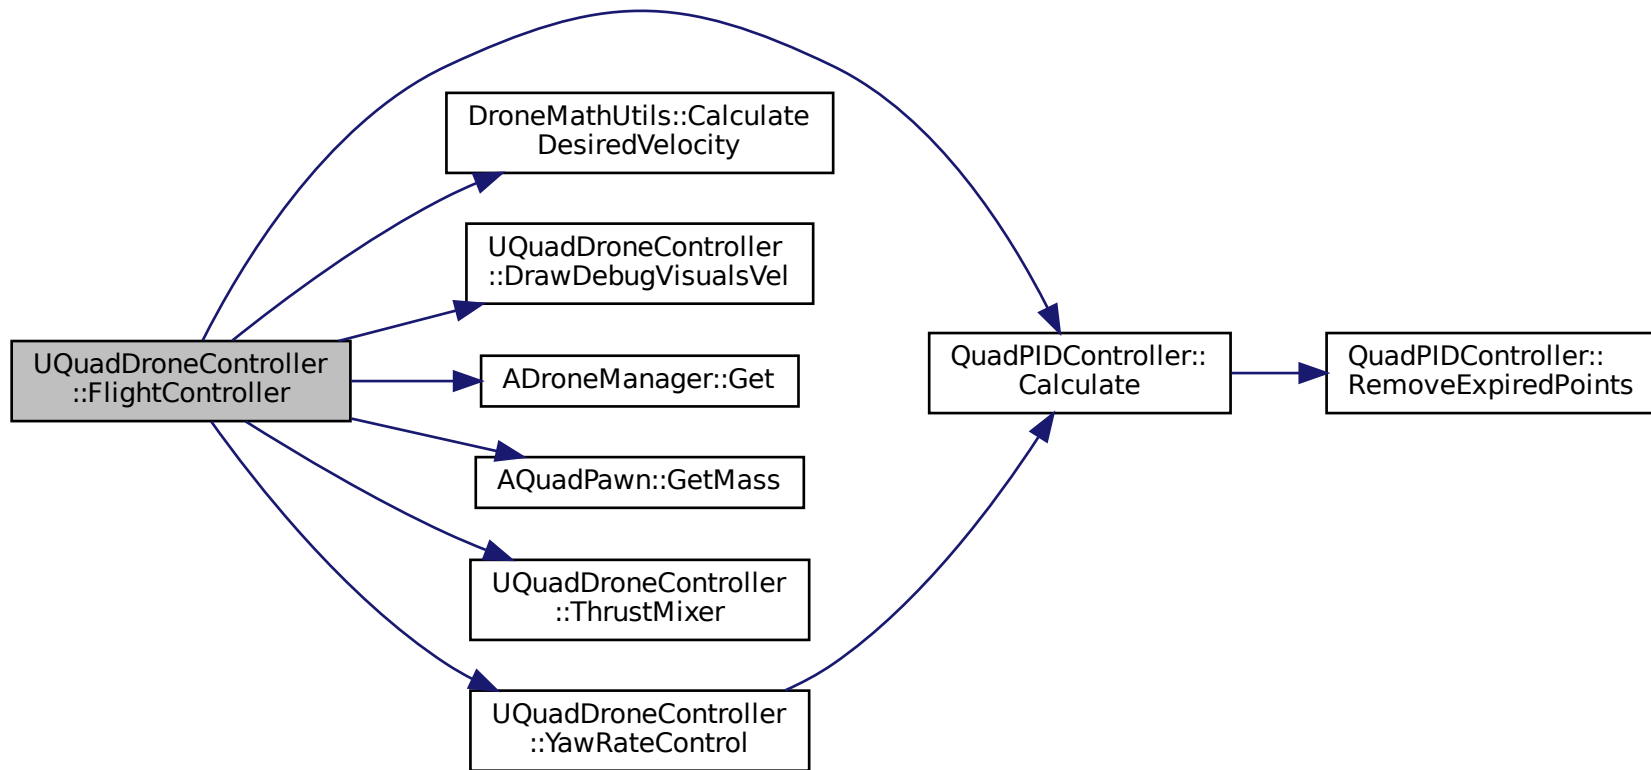 UQuadDroneController
::FlightController
DroneMathUtils::Calculate
DesiredVelocity
UQuadDroneController
::DrawDebugVisualsVel
ADroneManager::Get
AQuadPawn::GetMass
UQuadDroneController
::ThrustMixer
UQuadDroneController
::YawRateControl
QuadPIDController::
Calculate
QuadPIDController::
RemoveExpiredPoints